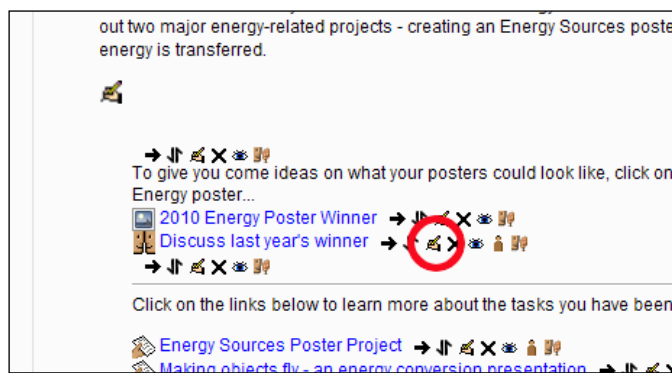 out two major energy-related projects - creating an Energy Sources poste
energy is transferred.
To give you come ideas on what your posters could look like, click on
Energy poster...
2010 Energy Poster Winner
Discuss last year's winner
Click on the links below to learn more about the tasks you have been
Energy Sources Poster Project
Making objects fly - an energy conversion presentation